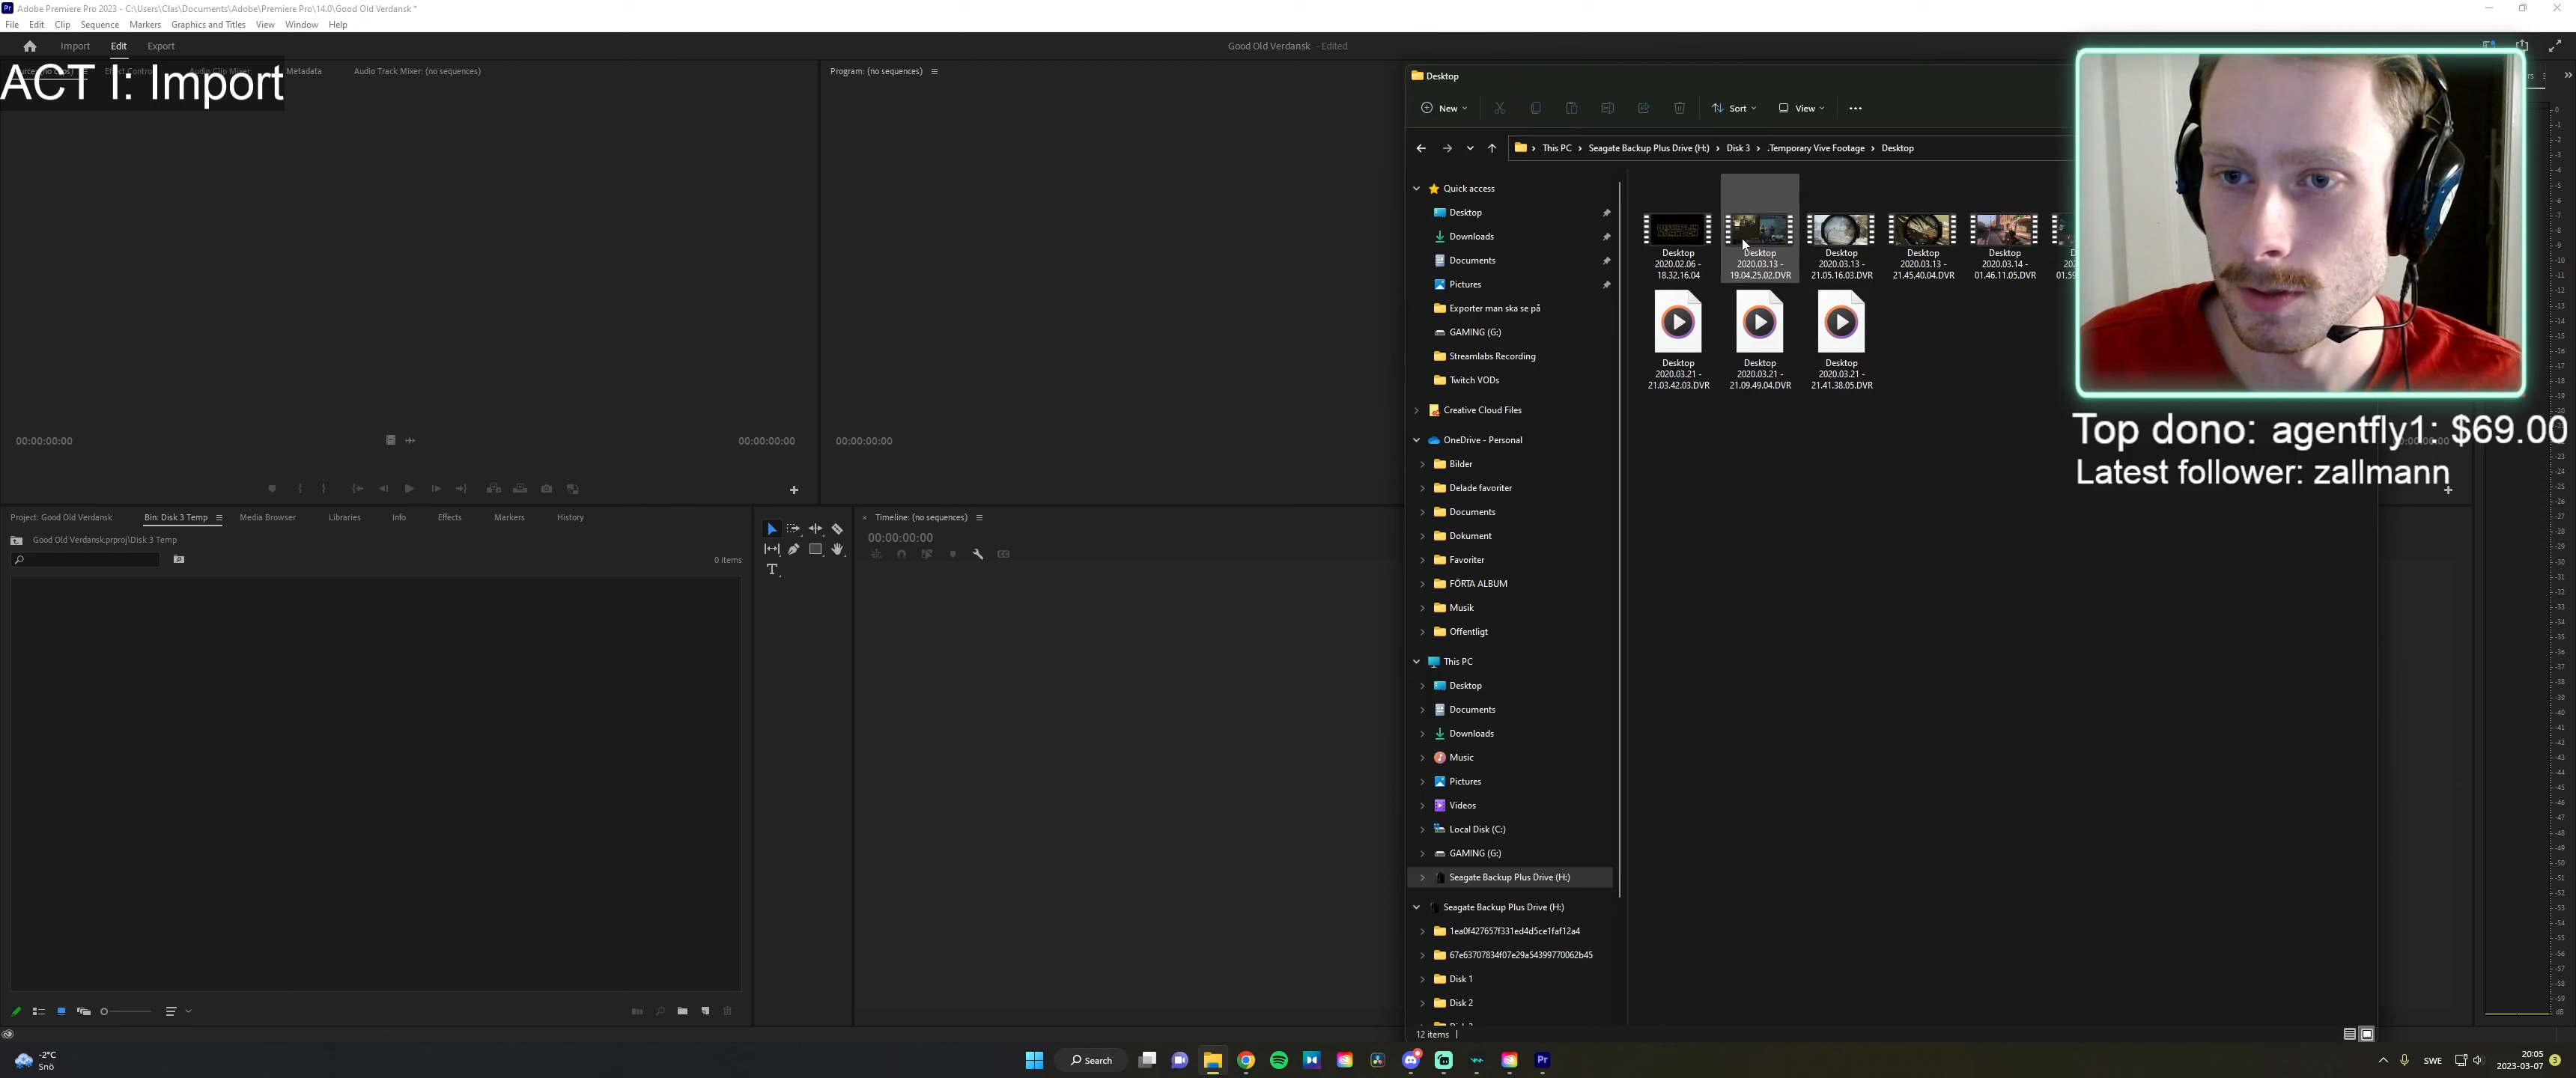 Adobe Premiere Pro 2023 - C:\Users\Clas\Documents\Adobe\Premiere Pro\14.0\Good Old Verdansk *
File Edit Clip Sequence Markers Graphics and Titles View Window Help
Import Edit Export
Good Old Verdansk - Edited
ACT I: Import
Metadata
Audio Track Mixer: (no sequences)
Program: (no sequences)
00:00:00:00
00:00:00:00
00:00:00:00
Desktop
New
Sort
View
This PC > Seagate Backup Plus Drive (H:) > Disk 3 > .Temporary Vive Footage > Desktop
Quick access
Desktop
Downloads
Documents
Pictures
Exporter man ska se på
GAMING (G:)
Streamlabs Recording
Twitch VODs
Creative Cloud Files
OneDrive - Personal
Bilder
Delade favoriter
Documents
Dokument
Favoriter
FÖRTA ALBUM
Musik
Offentligt
This PC
Desktop
Documents
Downloads
Music
Pictures
Videos
Local Disk (C:)
GAMING (G:)
Seagate Backup Plus Drive (H:)
Seagate Backup Plus Drive (H:)
1ea0f427657f331ed4d5ce1faf12a4
67e63707834f07e29a54399770062b45
Disk 1
Disk 2
12 items
Desktop
2020.02.06 -
18.32.16.04
Desktop
2020.03.13 -
19.04.25.02.DVR
Desktop
2020.03.13 -
21.05.16.03.DVR
Desktop
2020.03.13 -
21.45.40.04.DVR
Desktop
2020.03.14 -
01.46.11.05.DVR
Desktop
2020.03.21 -
21.03.42.03.DVR
Desktop
2020.03.21 -
21.09.49.04.DVR
Desktop
2020.03.21 -
21.41.38.05.DVR
Top dono: agentfly1: $69.00
Latest follower: zallmann
Project: Good Old Verdansk
Bin: Disk 3 Temp
Media Browser
Libraries
Info
Effects
Markers
History
Good Old Verdansk.prproj\Disk 3 Temp
0 items
Timeline: (no sequences)
00:00:00:00
-2°C
Snö
Search
SWE
20:05
2023-03-07
3